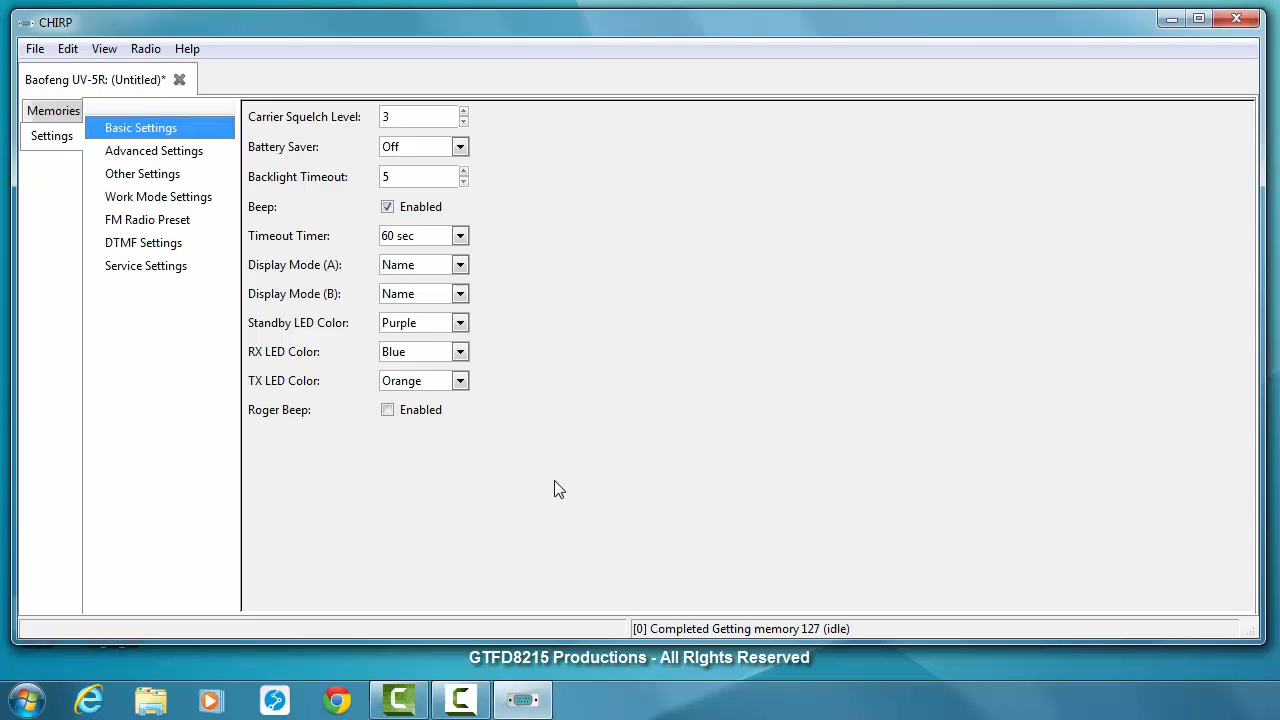 CHIRP
File Edit View Radio Help
Baofeng UV-5R: (Untitled)*
Memories
Settings
Basic Settings
Advanced Settings
Other Settings
Work Mode Settings
FM Radio Preset
DTMF Settings
Service Settings
Carrier Squelch Level: 3
Battery Saver: Off
Backlight Timeout: 5
Beep: Enabled
Timeout Timer: 60 sec
Display Mode (A): Name
Display Mode (B): Name
Standby LED Color: Purple
RX LED Color: Blue
TX LED Color: Orange
Roger Beep: Enabled
[0] Completed Getting memory 127 (idle)
GTFD8215 Productions - All RIghts Reserved